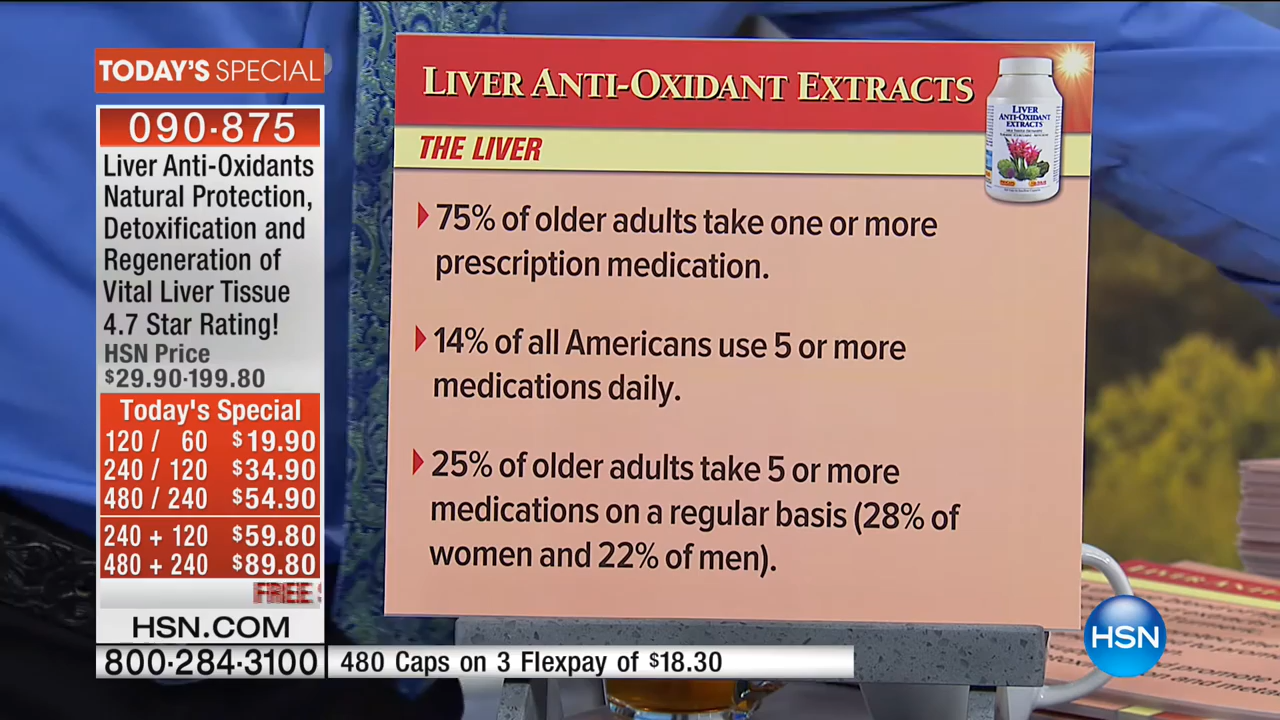 TODAY'S SPECIAL
090-875
Liver Anti-Oxidants
Natural Protection,
Detoxification and
Regeneration of
Vital Liver Tissue
4.7 Star Rating!
HSN Price
$29.90-199.80
Today's Special
120 / 60 $19.90
240 / 120 $34.90
480 / 240 $54.90
240 + 120 $59.80
480 + 240 $89.80
FREE
HSN.COM
800-284-3100
480 Caps on 3 Flexpay of $18.30
LIVER ANTI-OXIDANT EXTRACTS
THE LIVER
75% of older adults take one or more
prescription medication.
14% of all Americans use 5 or more
medications daily.
25% of older adults take 5 or more
medications on a regular basis (28% of
women and 22% of men).
LIVER
ANTI-OXIDANT
EXTRACTS
HSN
LIVER